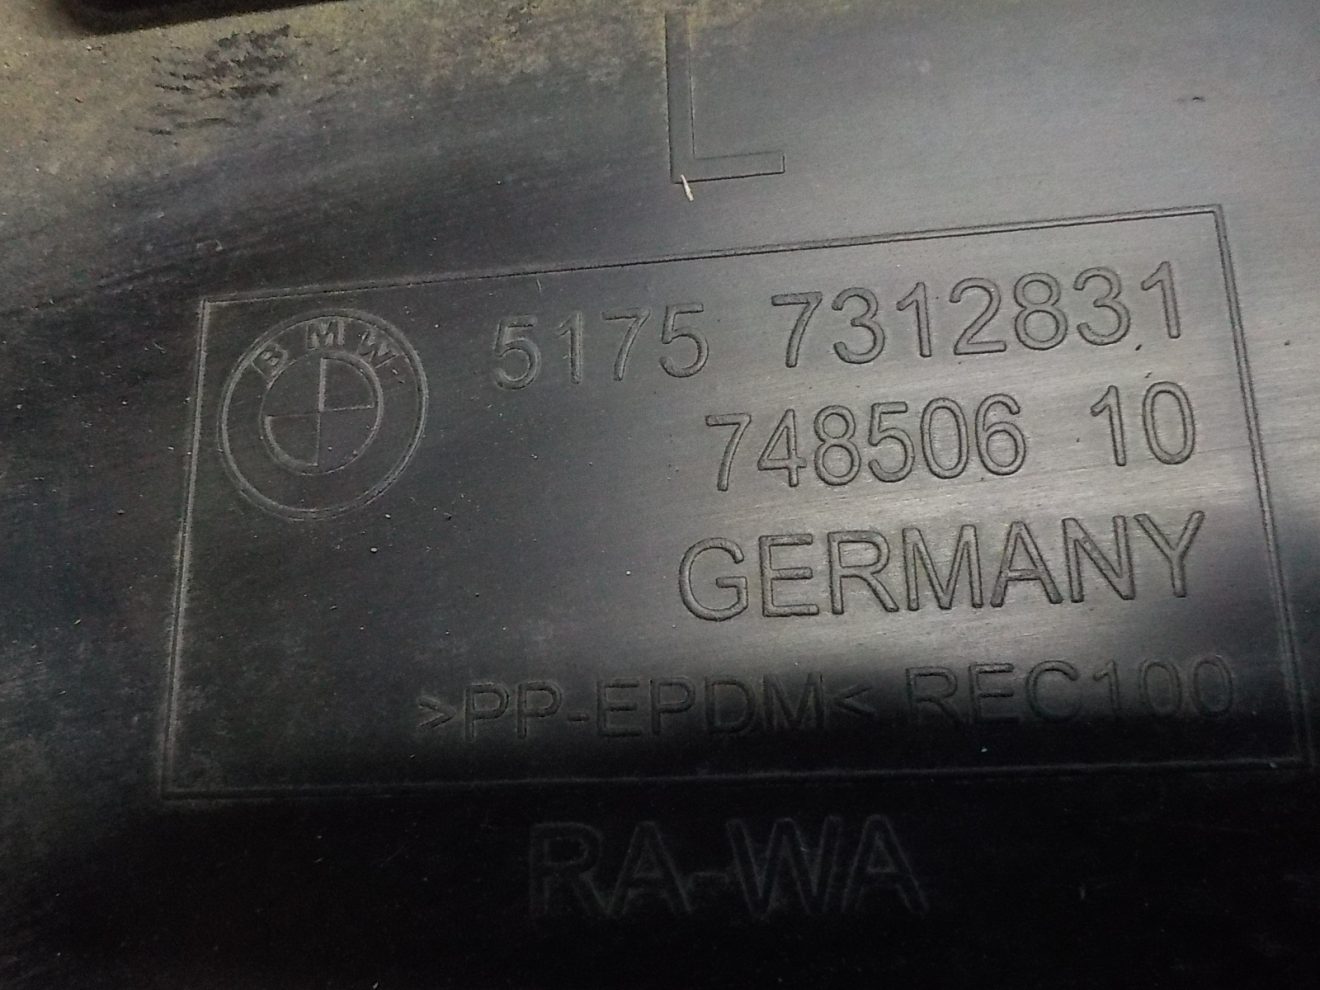 L
BMW
5175 7312831
748506 10
GERMANY
>PP-EPDM< REC100
RA-WA